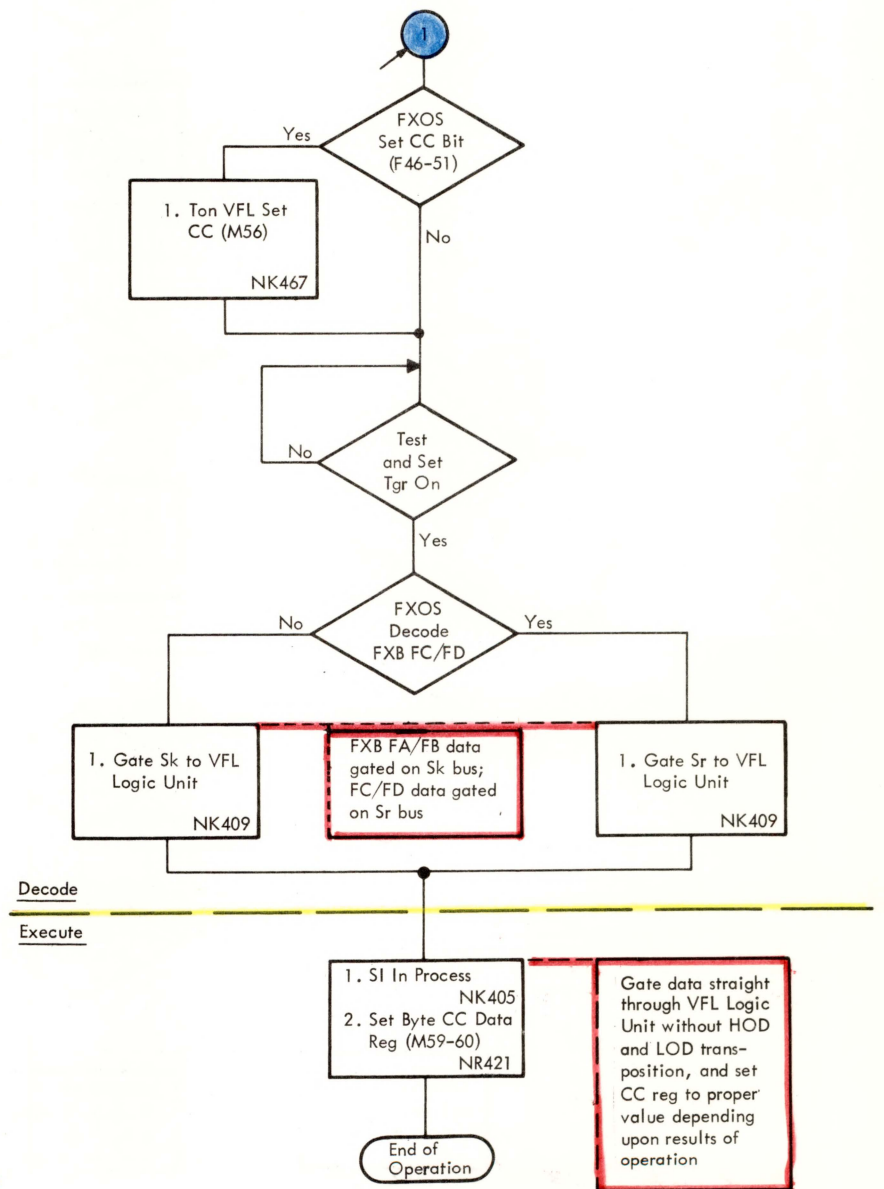 1
FXOS
Set CC Bit
(F46-51)
Yes
No
1. Ton VFL Set
CC (M56)
NK467
Test
and Set
Tgr On
No
Yes
FXOS
Decode
FXB FC/FD
No
Yes
1. Gate Sk to VFL
Logic Unit
NK409
FXB FA/FB data
gated on Sk bus;
FC/FD data gated
on Sr bus
1. Gate Sr to VFL
Logic Unit
NK409
Decode
Execute
1. SI In Process
NK405
2. Set Byte CC Data
Reg (M59-60)
NR421
Gate data straight
through VFL Logic
Unit without HOD
and LOD trans-
position, and set
CC reg to proper
value depending
upon results of
operation
End of
Operation